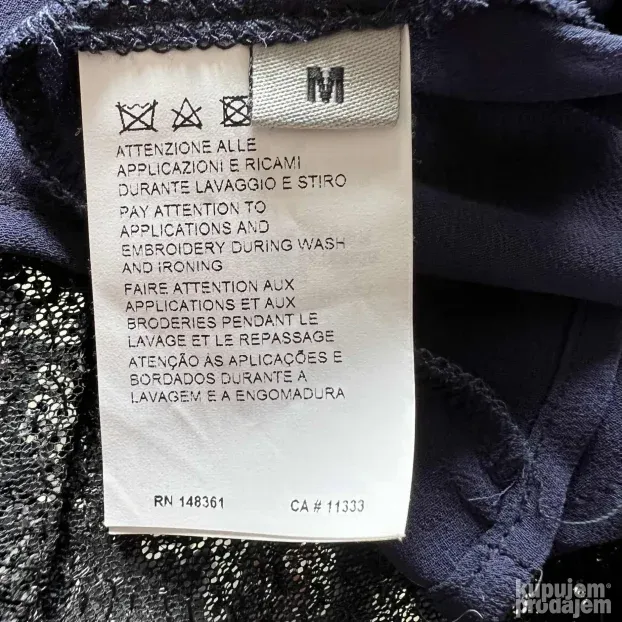 M
ATTENZIONE ALLE
APPLICAZIONI E RICAMI
DURANTE LAVAGGIO E STIRO
PAY ATTENTION TO
APPLICATIONS AND
EMBROIDERY DURING WASH
AND IRONING
FAIRE ATTENTION AUX
APPLICATIONS ET AUX
BRODERIES PENDANT LE
LAVAGE ET LE REPASSAGE
ATENÇÃO ÀS APLICAÇÕES E
BORDADOS DURANTE A
LAVAGEM E A ENGOMADURA
RN 148361 CA # 11333
kupujem
prodajem